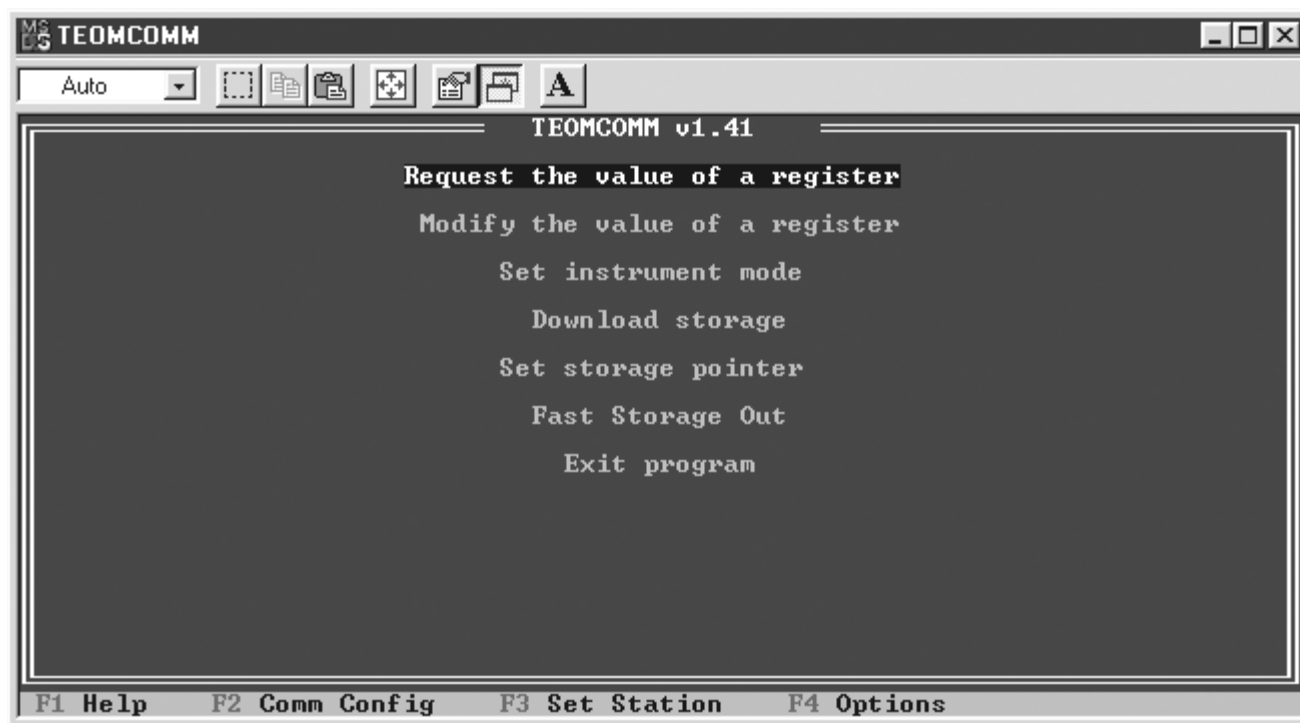 MS DOS TEOMCOMM
Auto A
TEOMCOMM v1.41
Request the value of a register
Modify the value of a register
Set instrument mode
Download storage
Set storage pointer
Fast Storage Out
Exit program
F1 Help F2 Comm Config F3 Set Station F4 Options